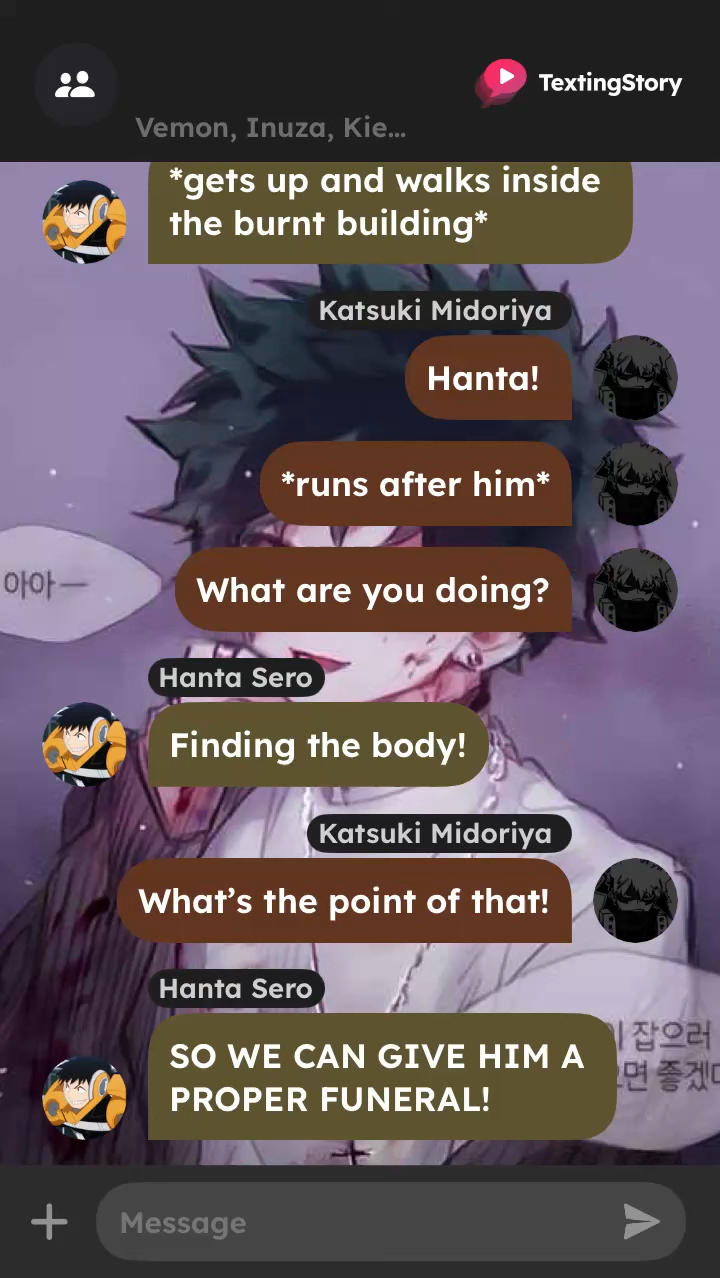 TextingStory
Vemon, Inuza, Kie...
*gets up and walks inside
the burnt building*
Katsuki Midoriya
Hanta!
*runs after him*
아아—
What are you doing?
Hanta Sero
Finding the body!
Katsuki Midoriya
What's the point of that!
Hanta Sero
SO WE CAN GIVE HIM A
PROPER FUNERAL!
잡으러
좋겠
Message